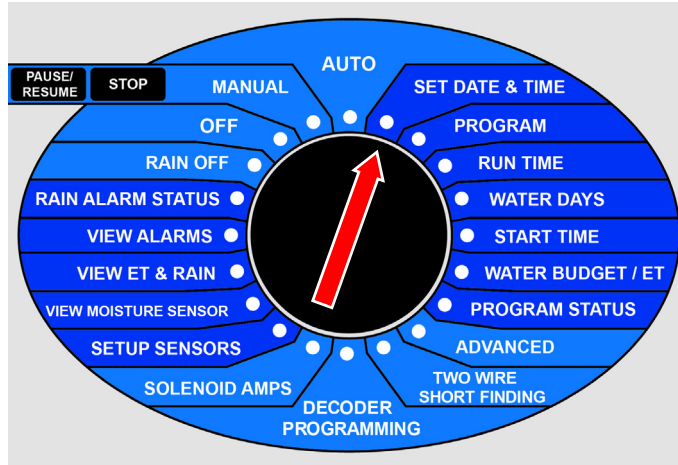 AUTO
PAUSE/
RESUME
STOP
MANUAL
SET DATE & TIME
OFF
PROGRAM
RAIN OFF
RUN TIME
RAIN ALARM STATUS
WATER DAYS
VIEW ALARMS
START TIME
VIEW ET & RAIN
WATER BUDGET / ET
VIEW MOISTURE SENSOR
PROGRAM STATUS
SETUP SENSORS
ADVANCED
SOLENOID AMPS
TWO WIRE
SHORT FINDING
DECODER
PROGRAMMING